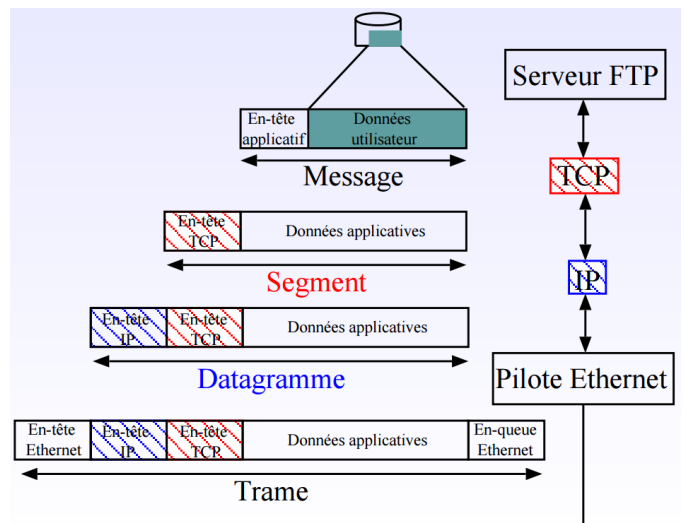 Serveur FTP
En-tête
applicatif
Données
utilisateur
Message
TCP
En-tête
TCP
Données applicatives
Segment
IP
En-tête
IP
En-tête
TCP
Données applicatives
Datagramme
Pilote Ethernet
En-tête
Ethernet
En-tête
IP
En-tête
TCP
Données applicatives
En-queue
Ethernet
Trame